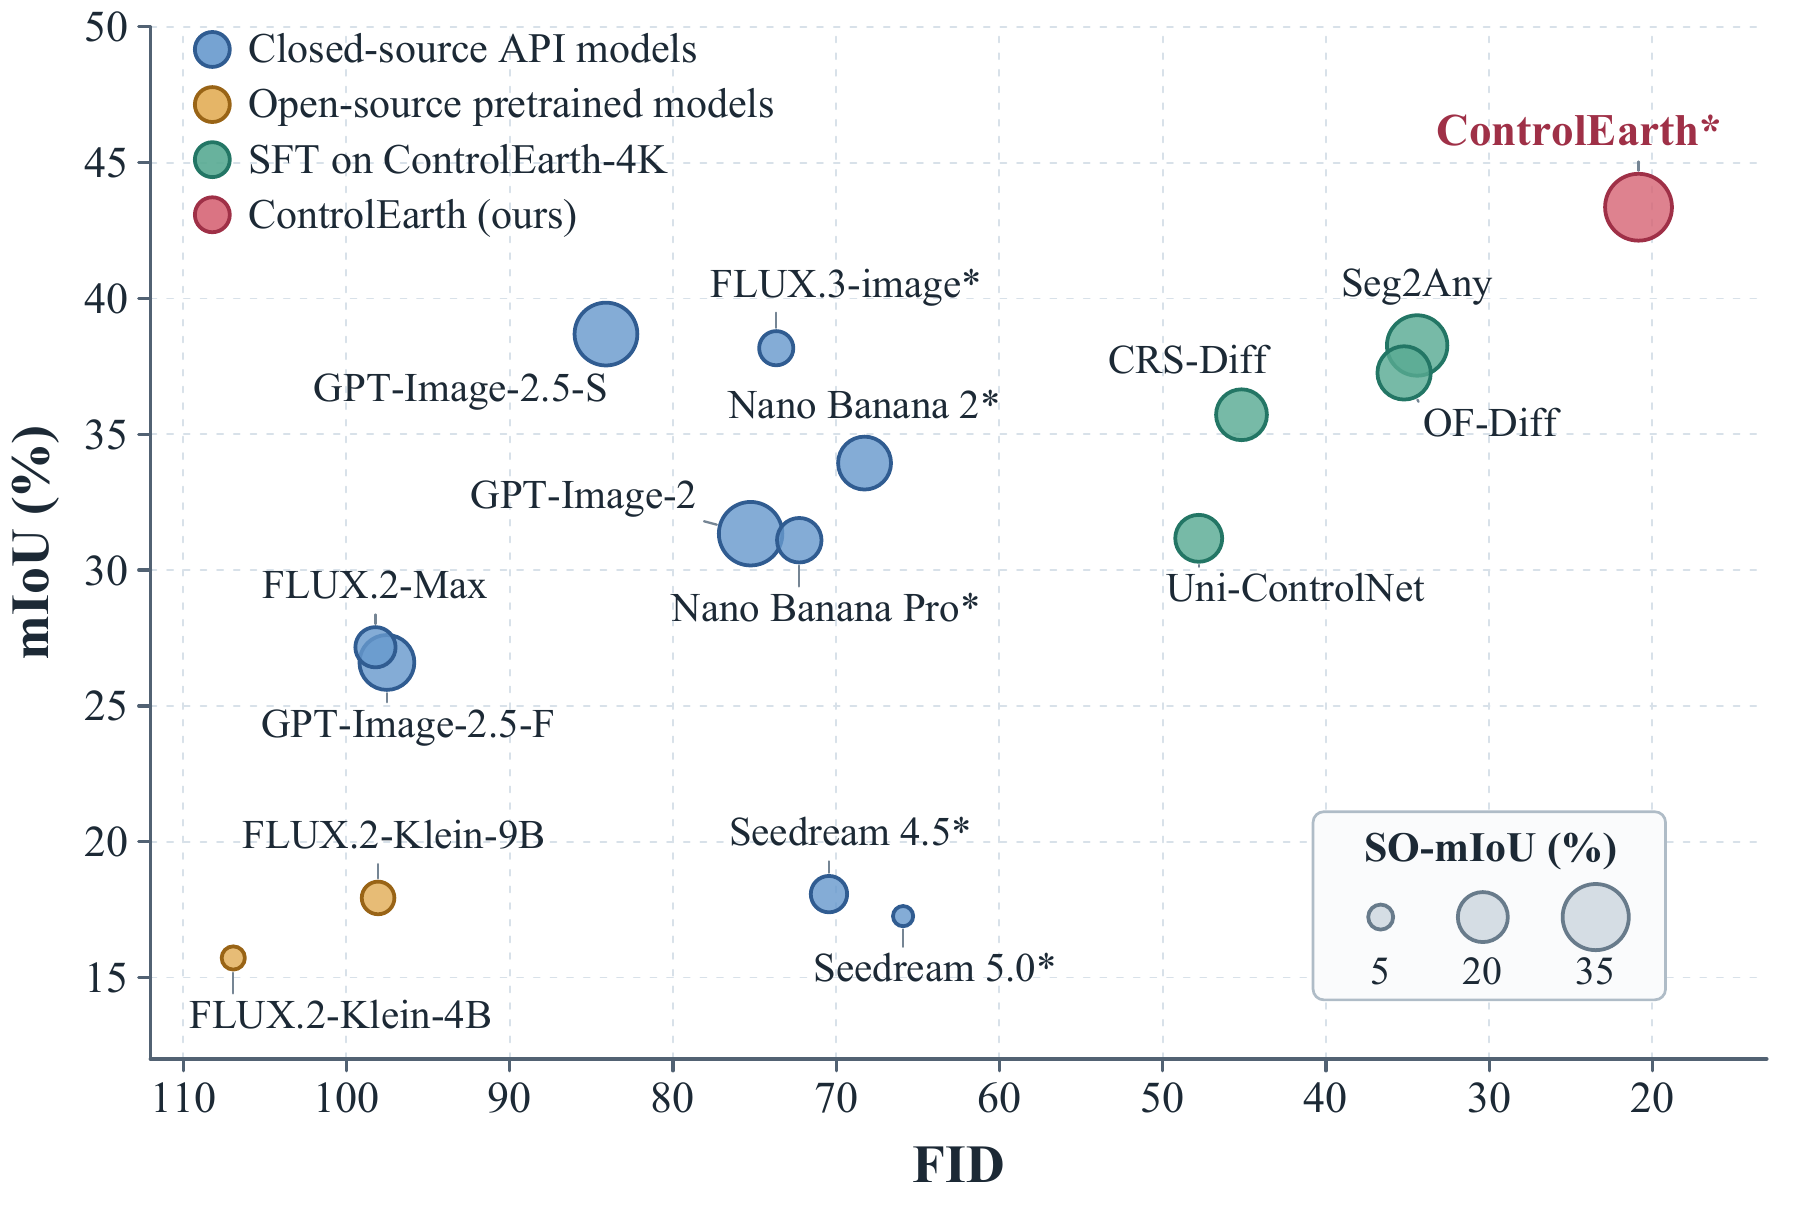 50
45
40
35
30
25
20
15
mIoU (%)
Closed-source API models
Open-source pretrained models
SFT on ControlEarth-4K
ControlEarth (ours)
ControlEarth*
FLUX.3-image*
Seg2Any
GPT-Image-2.5-S
CRS-Diff
Nano Banana 2*
OF-Diff
GPT-Image-2
FLUX.2-Max
Nano Banana Pro*
Uni-ControlNet
GPT-Image-2.5-F
FLUX.2-Klein-9B
Seedream 4.5*
Seedream 5.0*
FLUX.2-Klein-4B
SO-mIoU (%)
5 20 35
110 100 90 80 70 60 50 40 30 20
FID